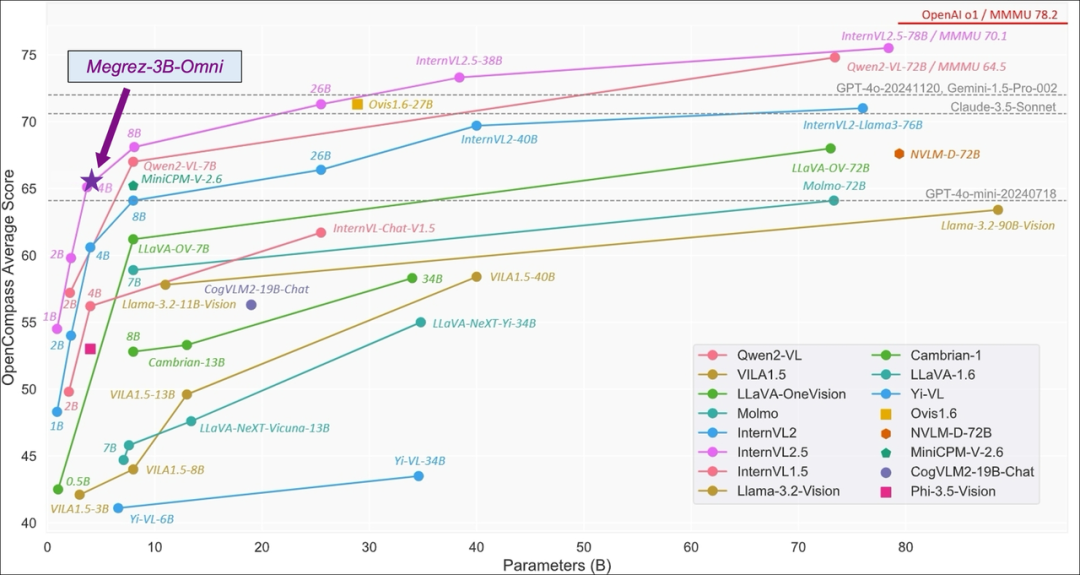 OpenAI o1 / MMMU 78.2
InternVL2.5-78B / MMMU 70.1
Qwen2-VL-72B / MMMU 64.5
InternVL2.5-38B
Megrez-3B-Omni
26B
Ovis1.6-27B
GPT-4o-20241120, Gemini-1.5-Pro-002
Claude-3.5-Sonnet
InternVL2-40B
InternVL2-Llama3-76B
8B
Qwen2-VL-7B
26B
NVLM-D-72B
LLaVA-OV-72B
4B
MiniCPM-V-2.6
Molmo-72B
GPT-4o-mini-20240718
8B
Llama-3.2-90B-Vision
InternVL-Chat-V1.5
2B
4B
LLaVA-OV-7B
7B
VILA1.5-40B
34B
2B
4B
CogVLM2-19B-Chat
Llama-3.2-11B-Vision
1B
2B
LLaVA-NeXT-Yi-34B
8B
Cambrian-13B
2B
VILA1.5-13B
1B
LLaVA-NeXT-Vicuna-13B
7B
VILA1.5-8B
Yi-VL-34B
0.5B
VILA1.5-3B
Yi-VL-6B
Qwen2-VL
VILA1.5
LLaVA-OneVision
Molmo
InternVL2
InternVL2.5
InternVL1.5
Llama-3.2-Vision
Cambrian-1
LLaVA-1.6
Yi-VL
Ovis1.6
NVLM-D-72B
MiniCPM-V-2.6
CogVLM2-19B-Chat
Phi-3.5-Vision
OpenCompass Average Score
75
70
65
60
55
50
45
40
0
10
20
30
40
50
60
70
80
Parameters (B)